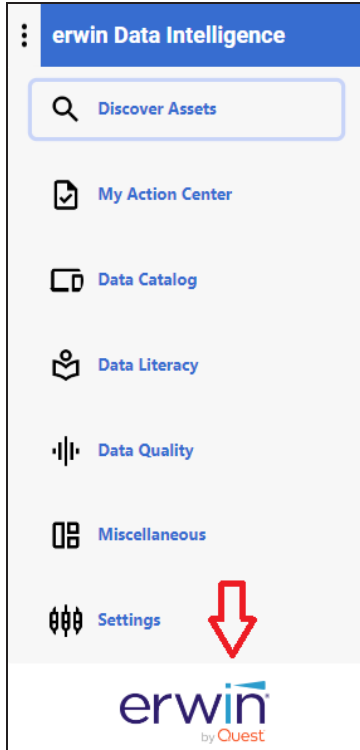 erwin Data Intelligence
Discover Assets
My Action Center
Data Catalog
Data Literacy
Data Quality
Miscellaneous
Settings
erwin
by Quest